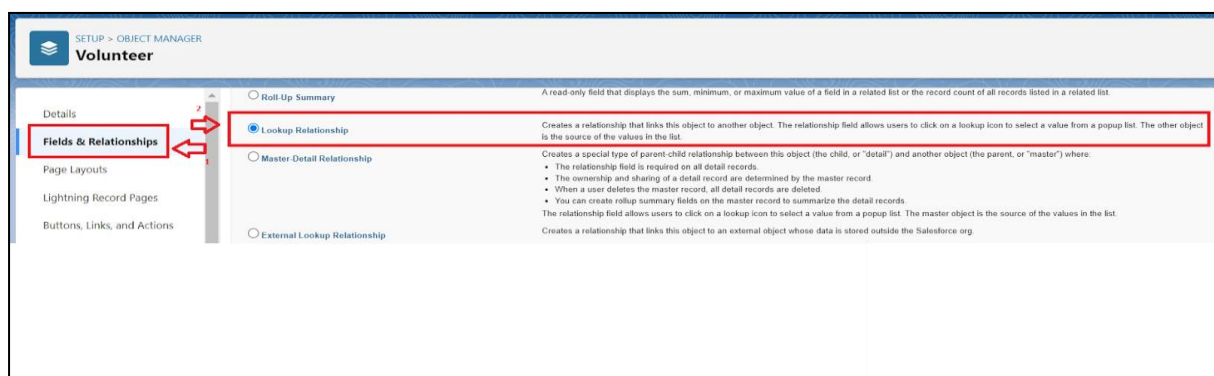 SETUP > OBJECT MANAGER
Volunteer
Details
Fields & Relationships
Page Layouts
Lightning Record Pages
Buttons, Links, and Actions
2
1
Roll-Up Summary
A read-only field that displays the sum, minimum, or maximum value of a field in a related list or the record count of all records listed in a related list.
Lookup Relationship
Creates a relationship that links this object to another object. The relationship field allows users to click on a lookup icon to select a value from a popup list. The other object
is the source of the values in the list.
Master-Detail Relationship
Creates a special type of parent-child relationship between this object (the child, or "detail") and another object (the parent, or "master") where:
• The relationship field is required on all detail records.
• The ownership and sharing of a detail record are determined by the master record.
• When a user deletes the master record, all detail records are deleted.
• You can create rollup summary fields on the master record to summarize the detail records.
The relationship field allows users to click on a lookup icon to select a value from a popup list. The master object is the source of the values in the list.
External Lookup Relationship
Creates a relationship that links this object to an external object whose data is stored outside the Salesforce org.